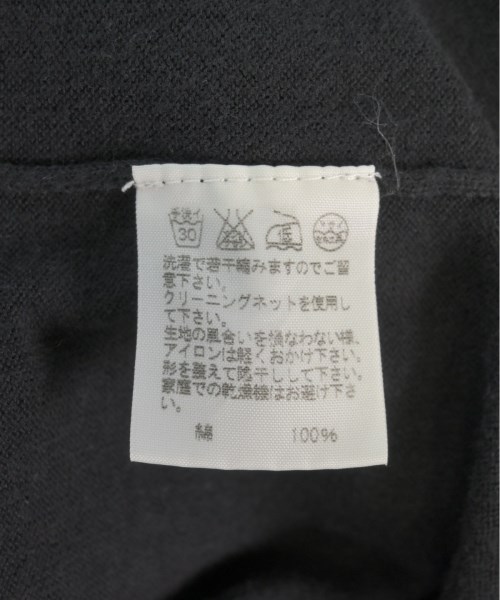 手洗イ
30
低
洗濯で若干縮みますのでご留
意下さい。
クリーニングネットを使用し
て下さい。
生地の風合いを損なわない様、
アイロンは軽くおかけ下さい。
形を整えて陰干しして下さい。
家庭での乾燥機はお避け下さ
い。
綿 100%